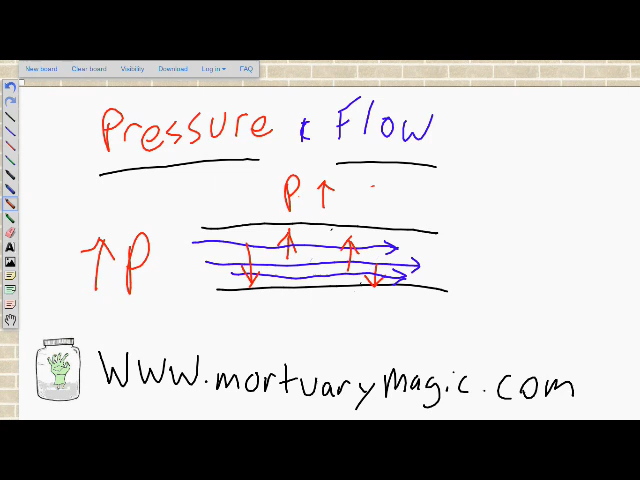 New board Clear board Visibility Download Log in FAQ
Pressure & Flow
P ↑
↑ P
A
www.mortuarymagic.com